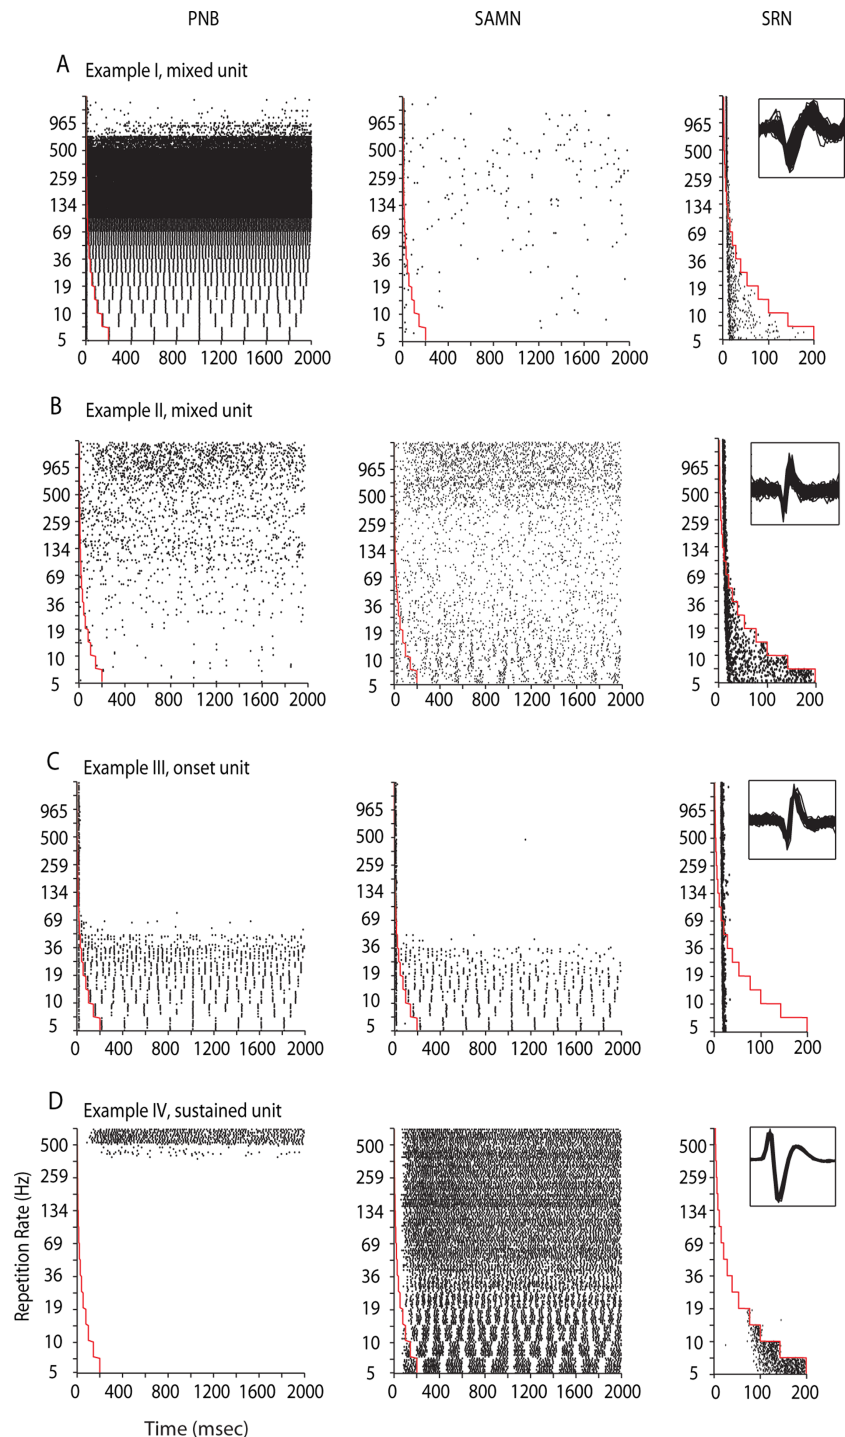 PNB SAMN SRN
A Example I, mixed unit
965 965 965
500 500 500
259 259 259
134 134 134
69 69 69
36 36 36
19 19 19
10 10 10
5 5 5
0 400 800 1200 1600 2000 0 400 800 1200 1600 2000 0 100 200
B Example II, mixed unit
965 965 965
500 500 500
259 259 259
134 134 134
69 69 69
36 36 36
19 19 19
10 10 10
5 5 5
0 400 800 1200 1600 2000 0 400 800 1200 1600 2000 0 100 200
C Example III, onset unit
965 965 965
500 500 500
259 259 259
134 134 134
69 69 69
36 36 36
19 19 19
10 10 10
5 5 5
0 400 800 1200 1600 2000 0 400 800 1200 1600 2000 0 100 200
D Example IV, sustained unit
500 500 500
259 259 259
134 134 134
69 69 69
36 36 36
19 19 19
10 10 10
5 5 5
0 400 800 1200 1600 2000 0 400 800 1200 1600 2000 0 100 200
Repetition Rate (Hz)
Time (msec)